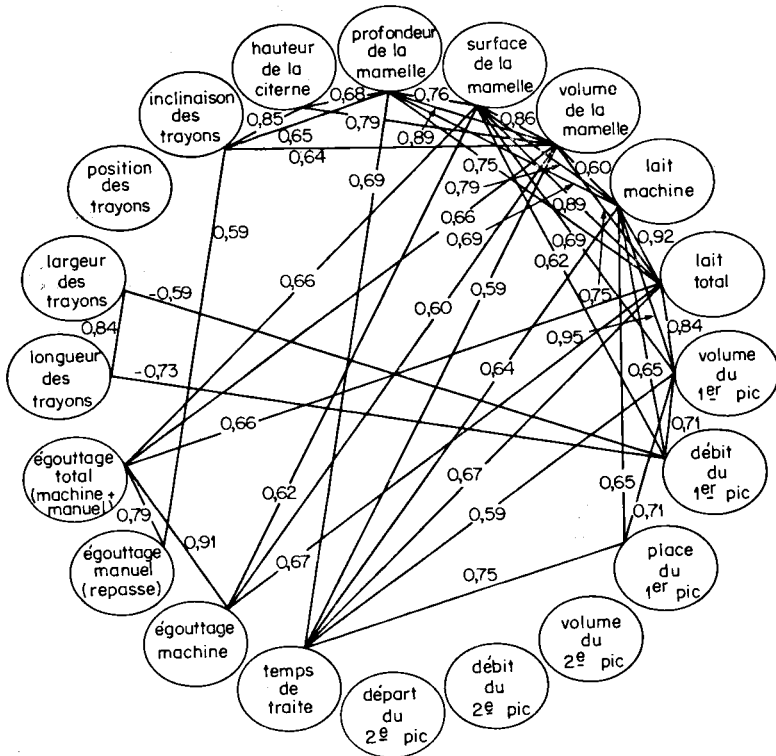 profondeur
de la
mamelle
surface
de la
mamelle
hauteur
de la
citerne
volume
de la
mamelle
inclinaison
des
trayons
lait
machine
position
des
trayons
lait
total
largeur
des
trayons
volume
du
1er pic
longueur
des
trayons
débit
du
1er pic
égouttage
total
(machine +
manuel)
place
du
1er pic
égouttage
manuel
(repasse)
volume
du
2e pic
égouttage
machine
débit
du
2e pic
temps
de
traite
départ
du
2e pic
0,68
0,76
0,85
0,79
0,86
0,65
0,89
0,64
0,75
0,60
0,69
0,79
0,89
0,66
0,92
0,59
0,69
0,69
0,62
0,66
0,59
0,75
-0,59
0,60
0,95
0,84
0,84
0,64
0,65
-0,73
0,66
0,71
0,67
0,65
0,62
0,59
0,71
0,79
0,91
0,67
0,75